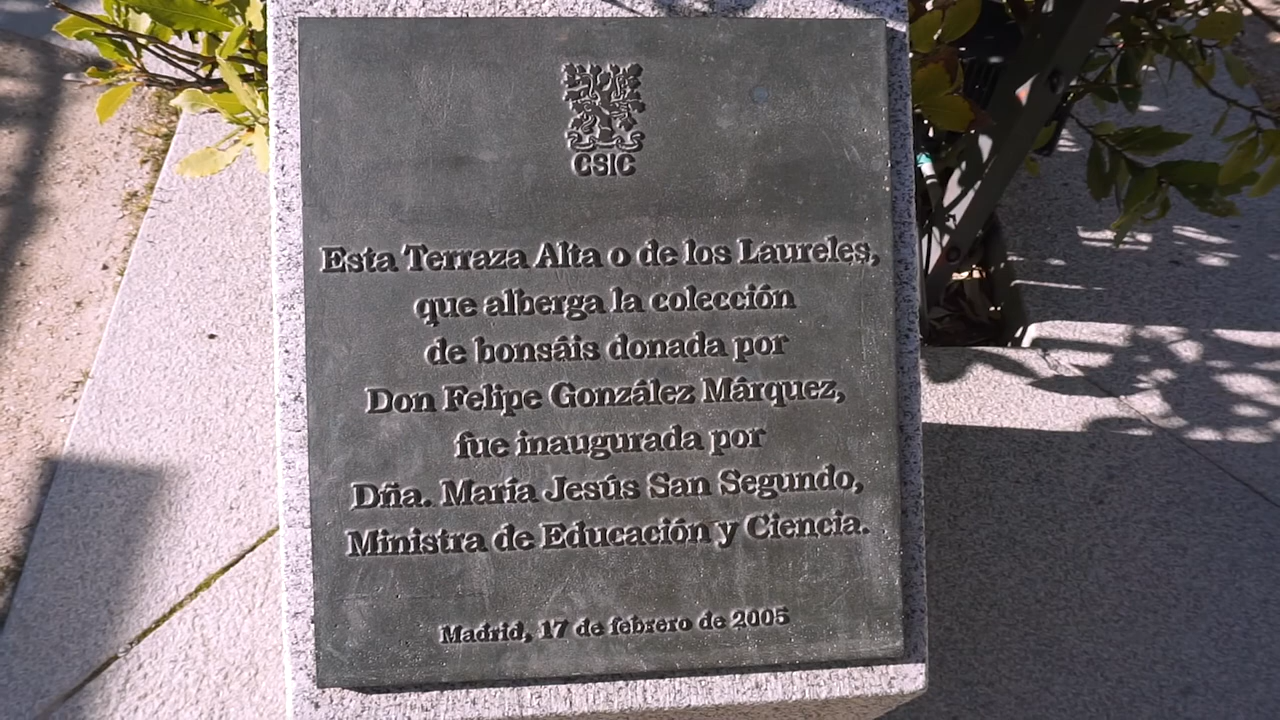 CSIC
Esta Terraza Alta o de los Laureles,
que alberga la colección
de bonsáis donada por
Don Felipe González Márquez,
fue inaugurada por
Dña. María Jesús San Segundo,
Ministra de Educación y Ciencia.
Madrid, 17 de febrero de 2005